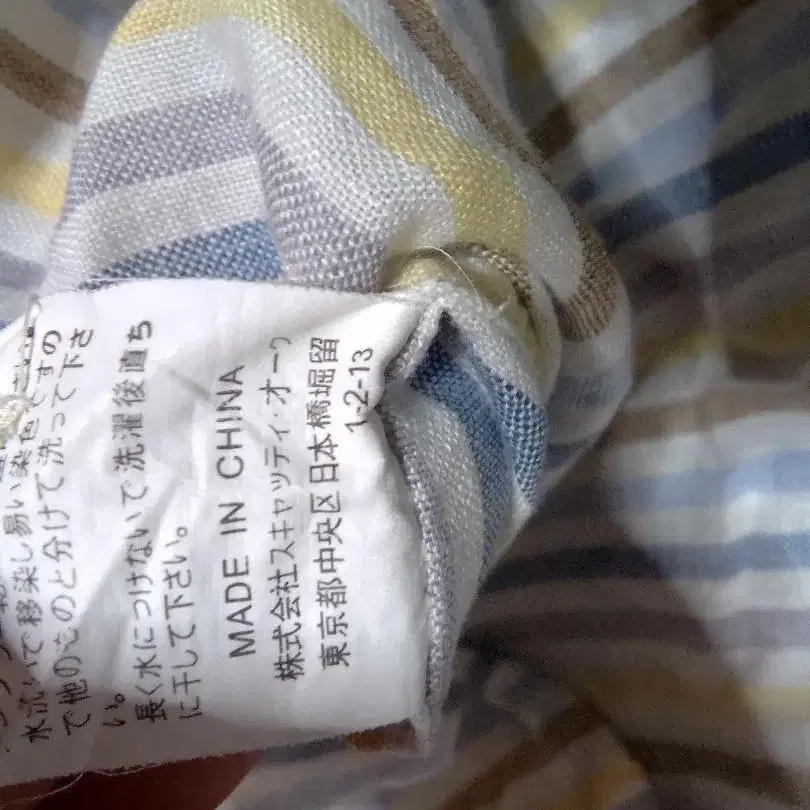 水洗いで移染し易い染色ですの
で他のものと分けて洗って下さ
い。
長く水につけないで洗濯後直ち
に干して下さい。
MADE IN CHINA
株式会社スキャッティ・オー
東京都中央区日本橋堀留
1-2-13